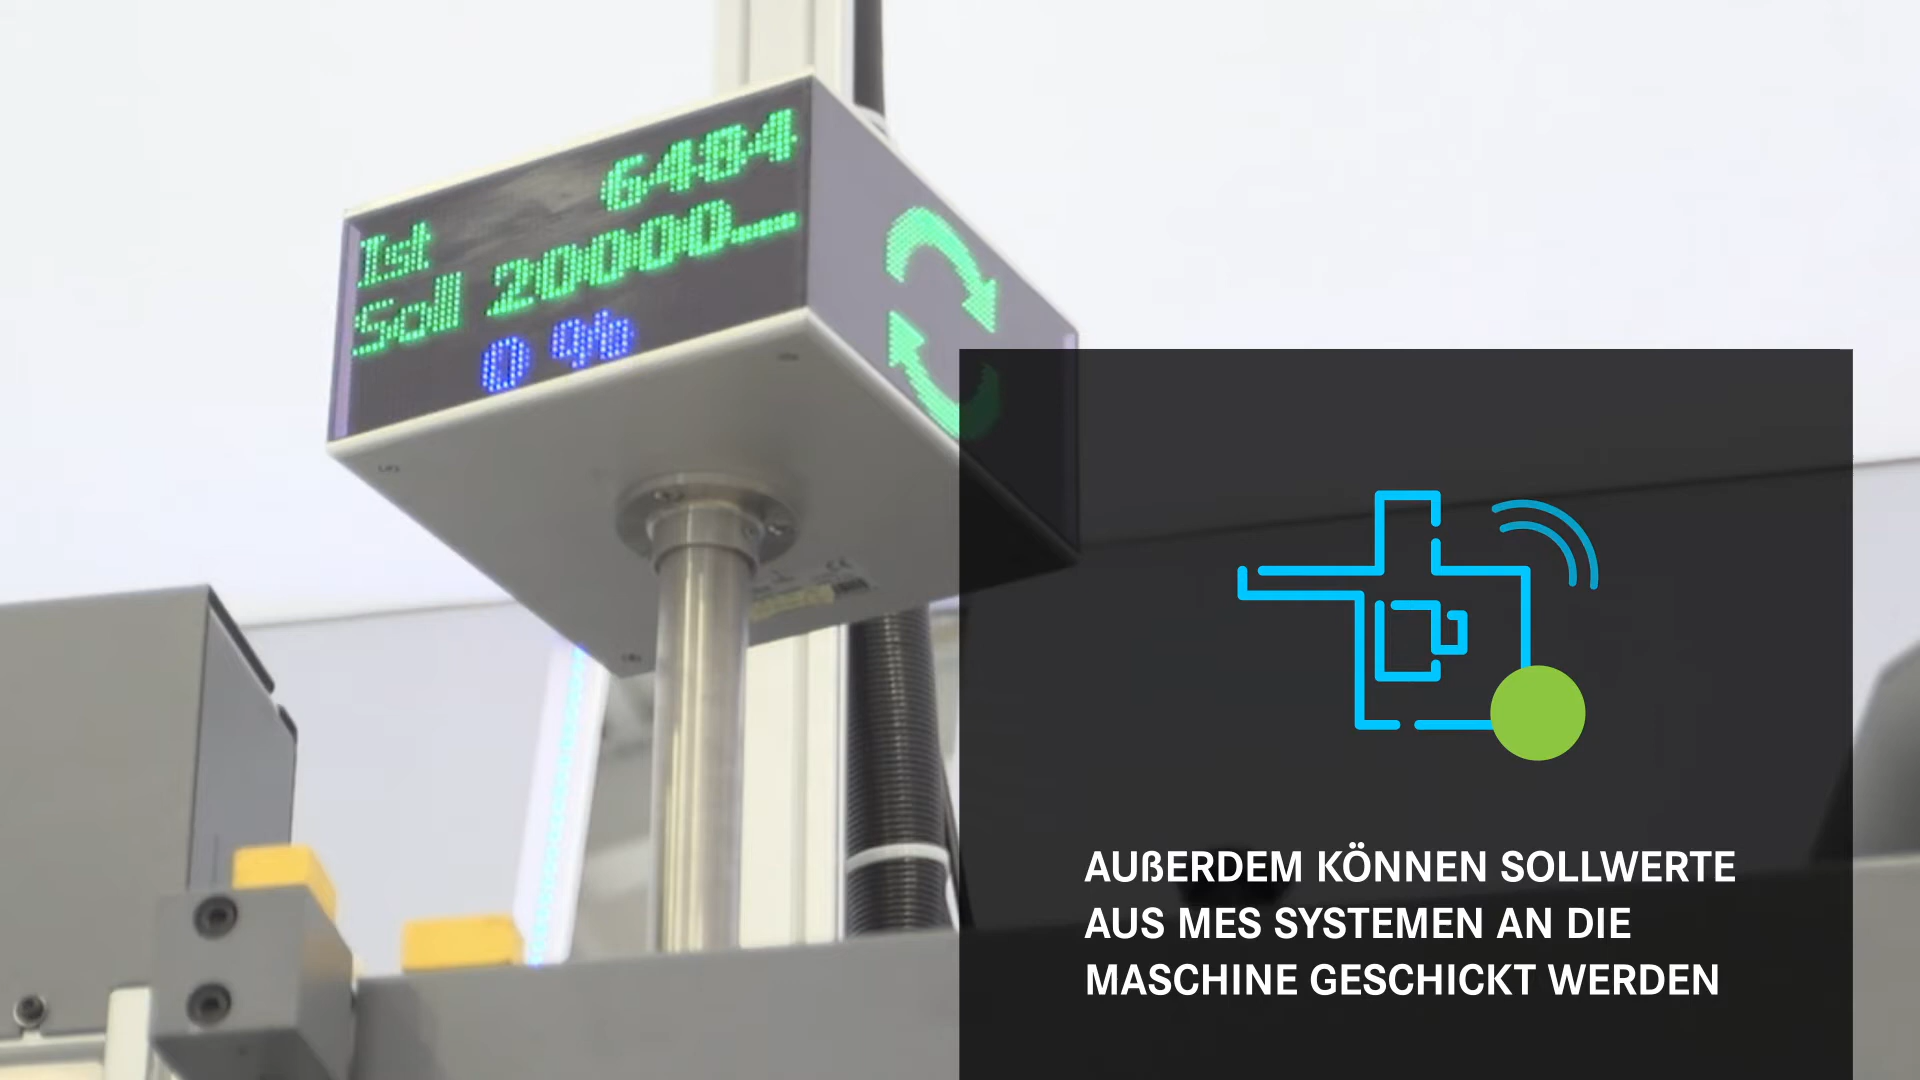 6484
Ist
Soll 20000
0 %
AUßERDEM KÖNNEN SOLLWERTE
AUS MES SYSTEMEN AN DIE
MASCHINE GESCHICKT WERDEN